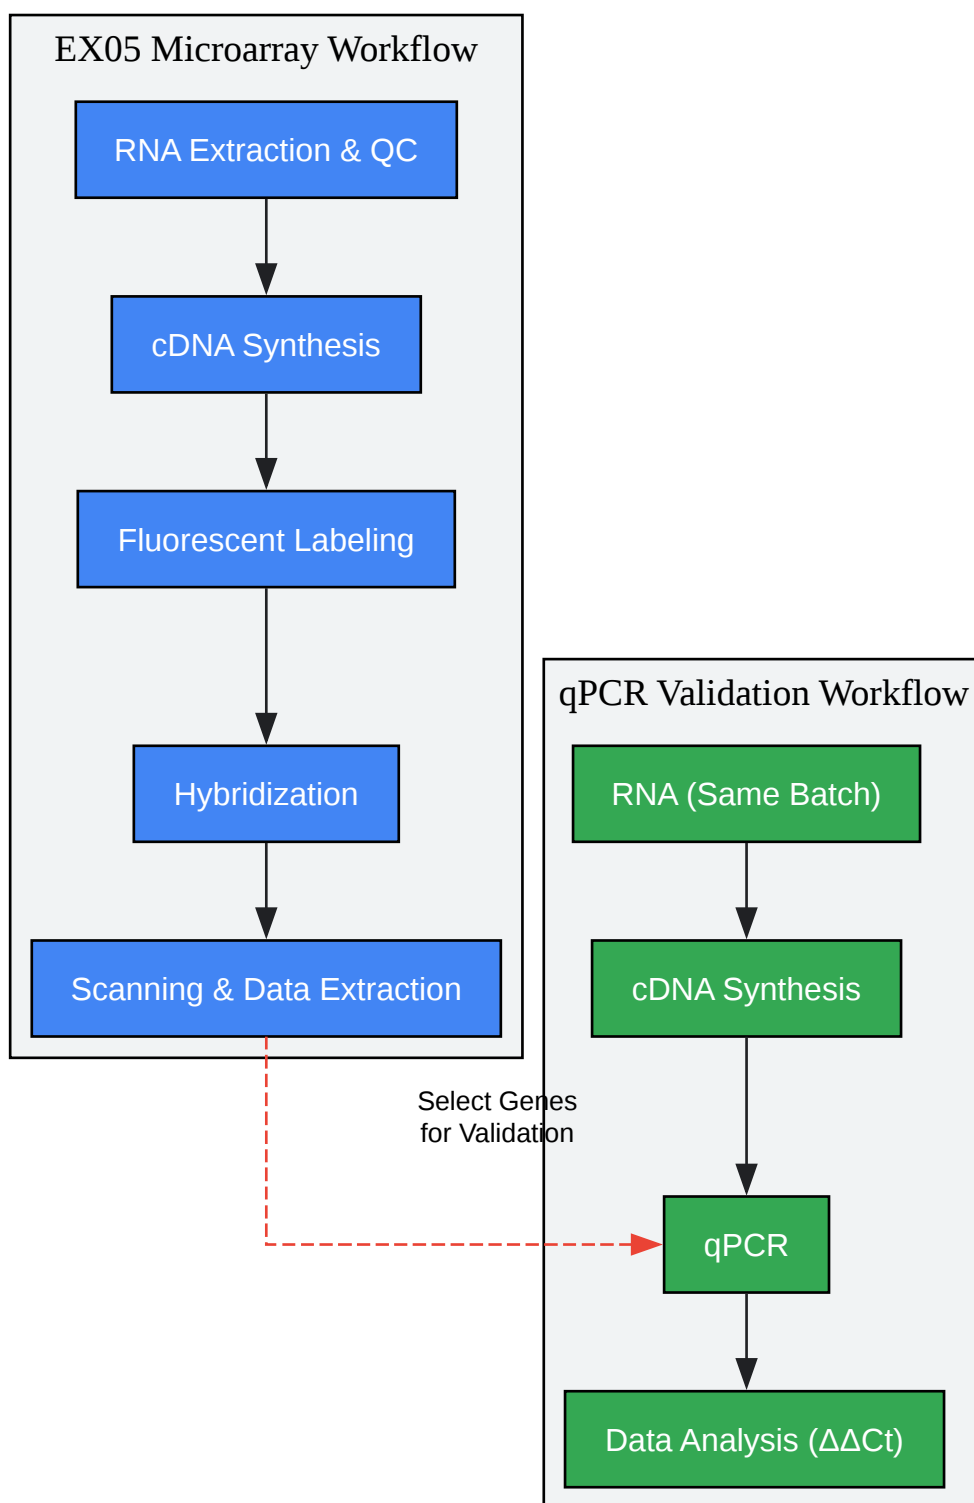 EX05 Microarray Workflow
RNA Extraction & QC
cDNA Synthesis
Fluorescent Labeling
Hybridization
Scanning & Data Extraction
Select Genes
for Validation
qPCR Validation Workflow
RNA (Same Batch)
cDNA Synthesis
qPCR
Data Analysis (ΔΔCt)